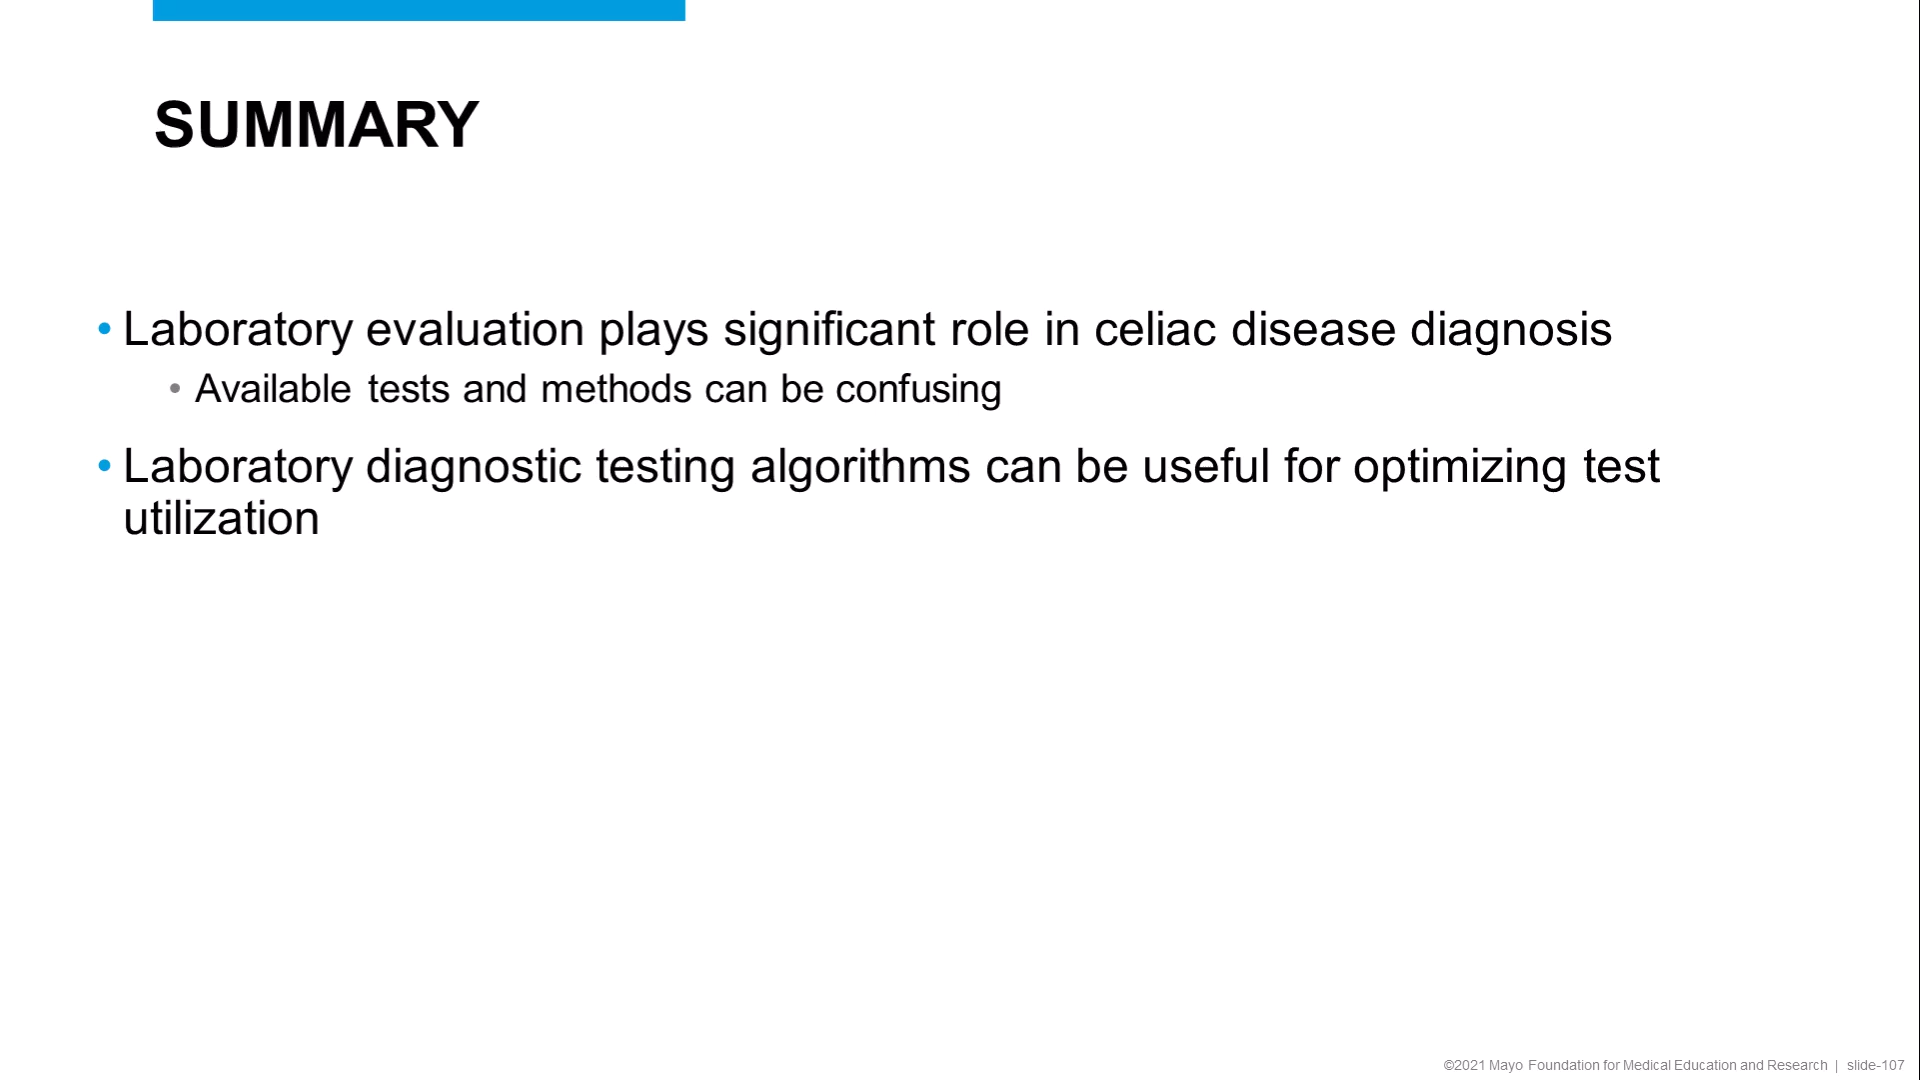 SUMMARY
• Laboratory evaluation plays significant role in celiac disease diagnosis
• Available tests and methods can be confusing
• Laboratory diagnostic testing algorithms can be useful for optimizing test
utilization
©2021 Mayo Foundation for Medical Education and Research | slide-107